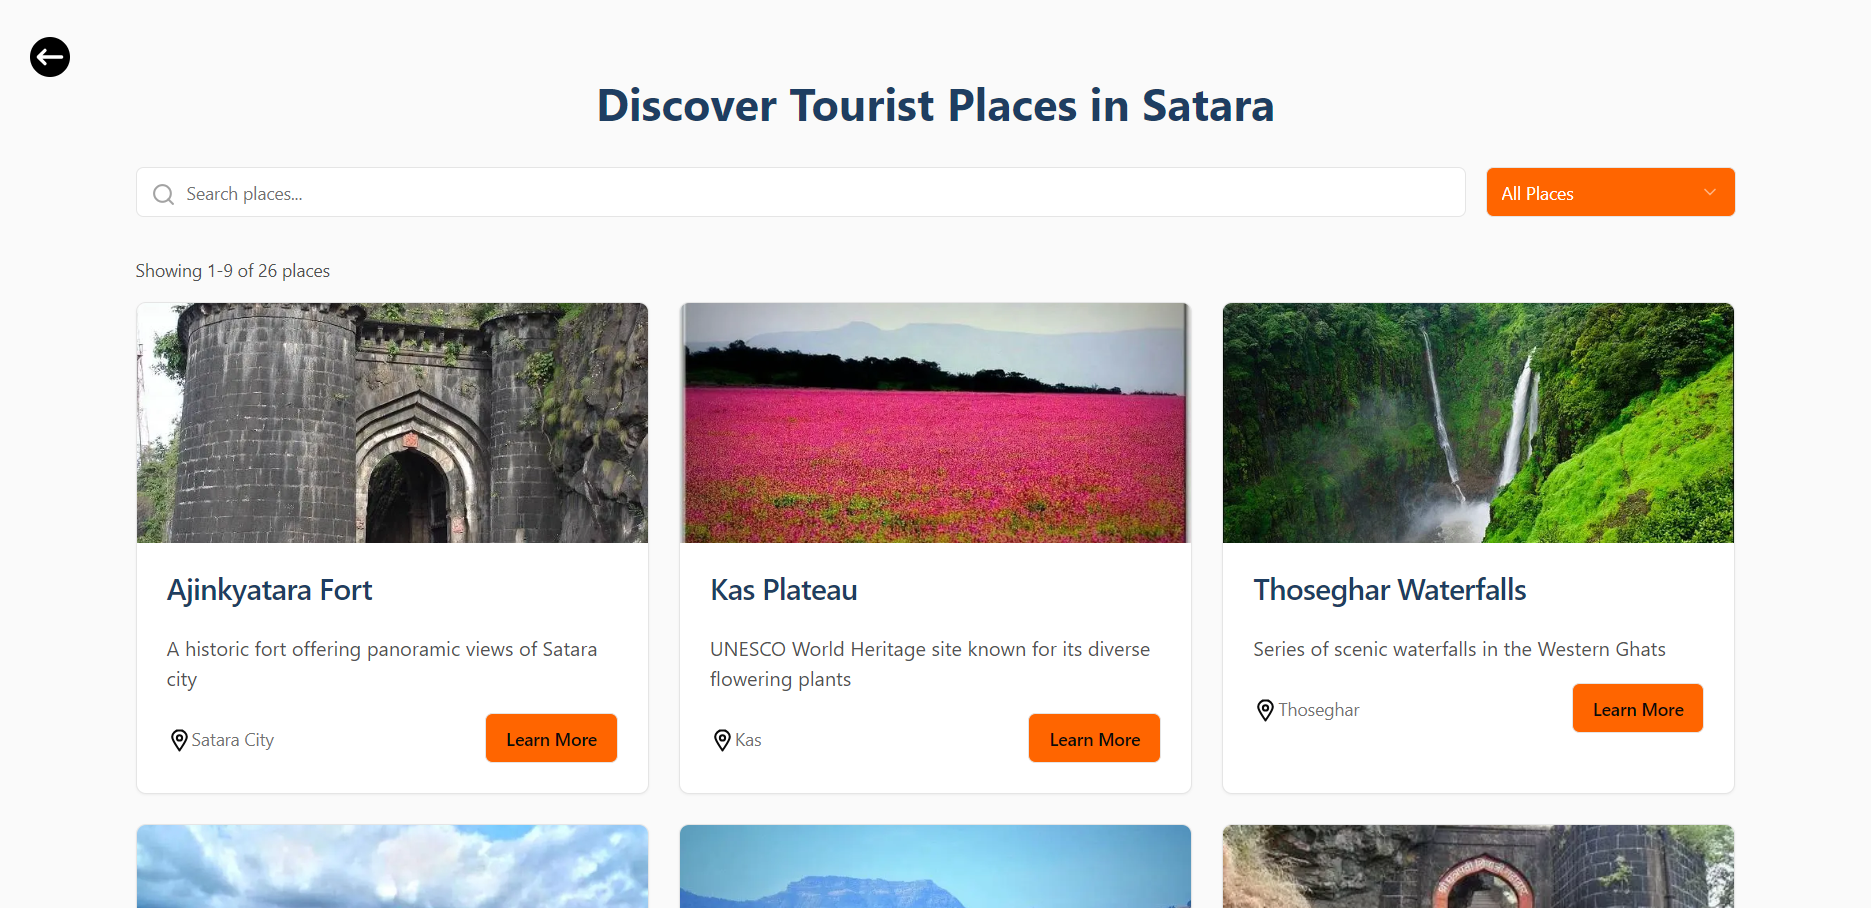 Discover Tourist Places in Satara
Search places...
All Places
Showing 1-9 of 26 places
Ajinkyatara Fort
A historic fort offering panoramic views of Satara
city
Satara City
Learn More
Kas Plateau
UNESCO World Heritage site known for its diverse
flowering plants
Kas
Learn More
Thoseghar Waterfalls
Series of scenic waterfalls in the Western Ghats
Thoseghar
Learn More